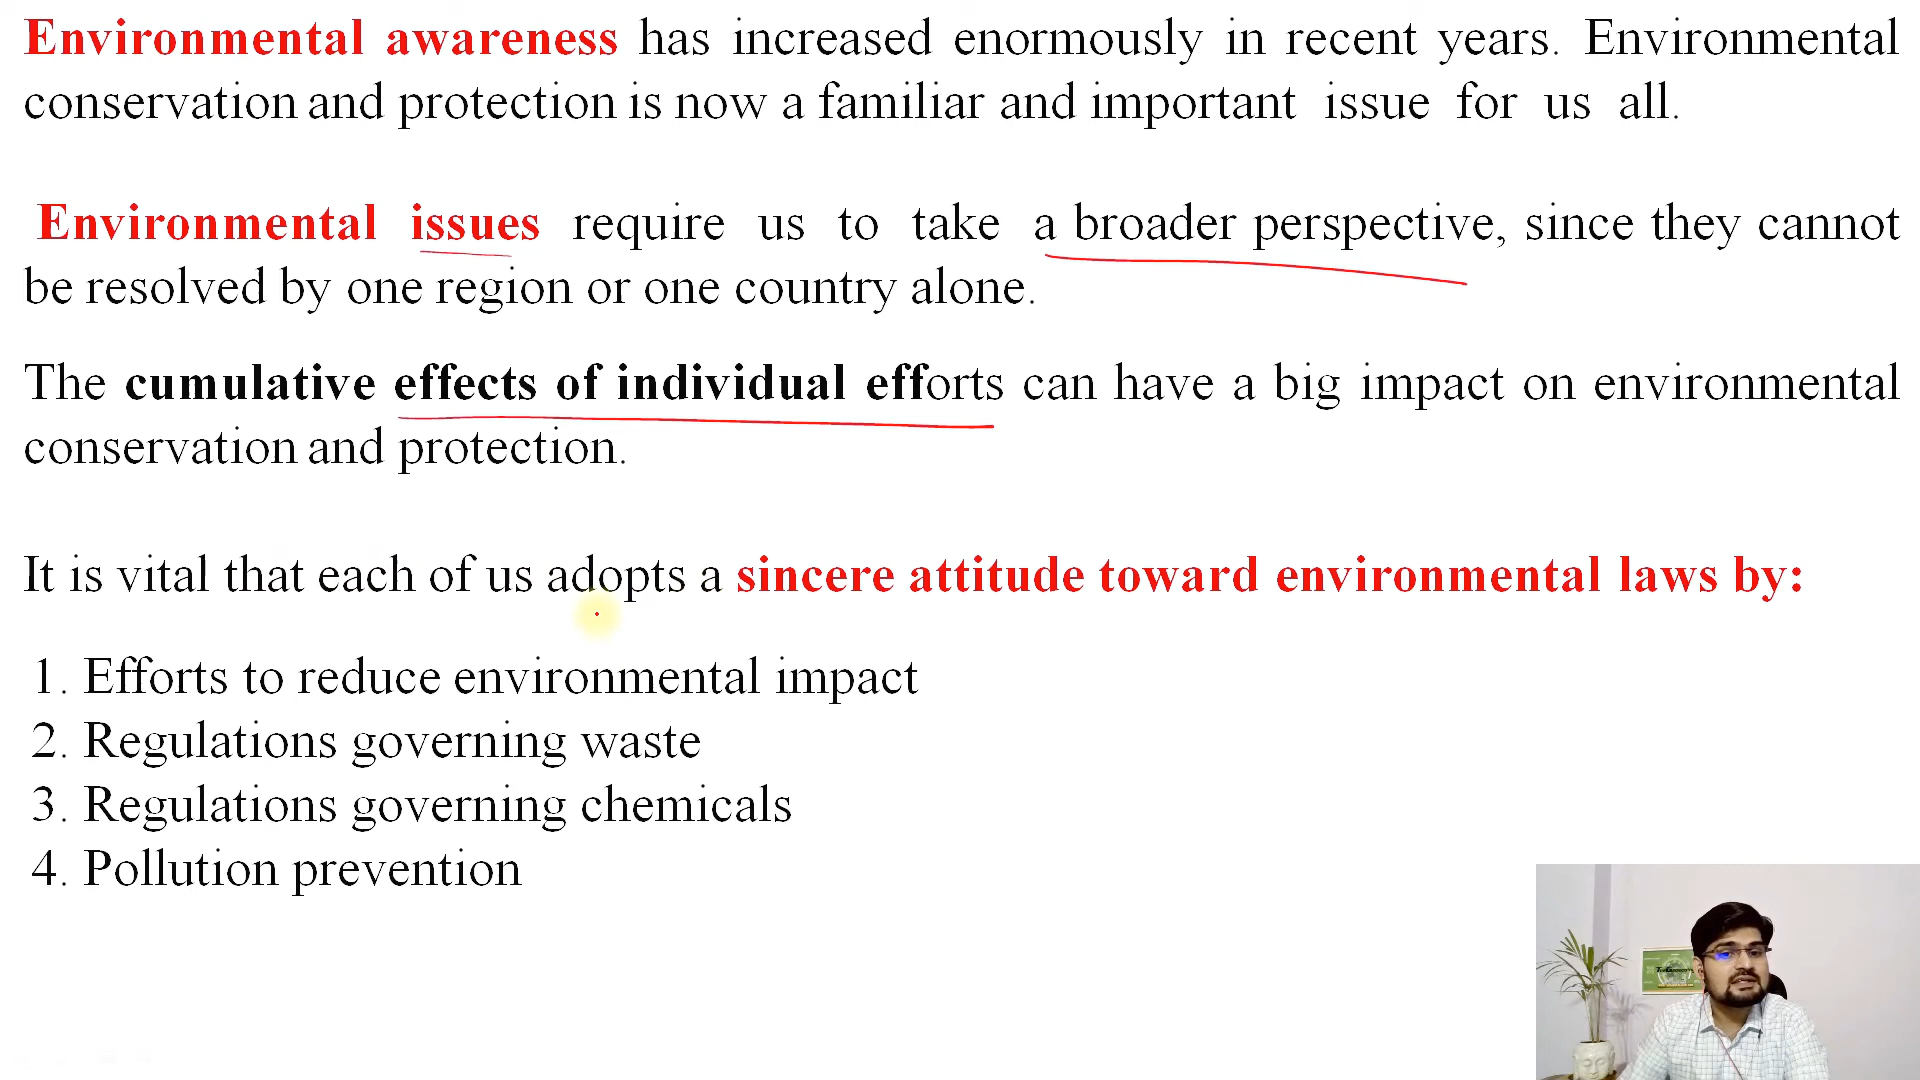 Environmental awareness has increased enormously in recent years. Environmental
conservation and protection is now a familiar and important issue for us all.
Environmental issues require us to take a broader perspective, since they cannot
be resolved by one region or one country alone.
The cumulative effects of individual efforts can have a big impact on environmental
conservation and protection.
It is vital that each of us adopts a sincere attitude toward environmental laws by:
1. Efforts to reduce environmental impact
2. Regulations governing waste
3. Regulations governing chemicals
4. Pollution prevention